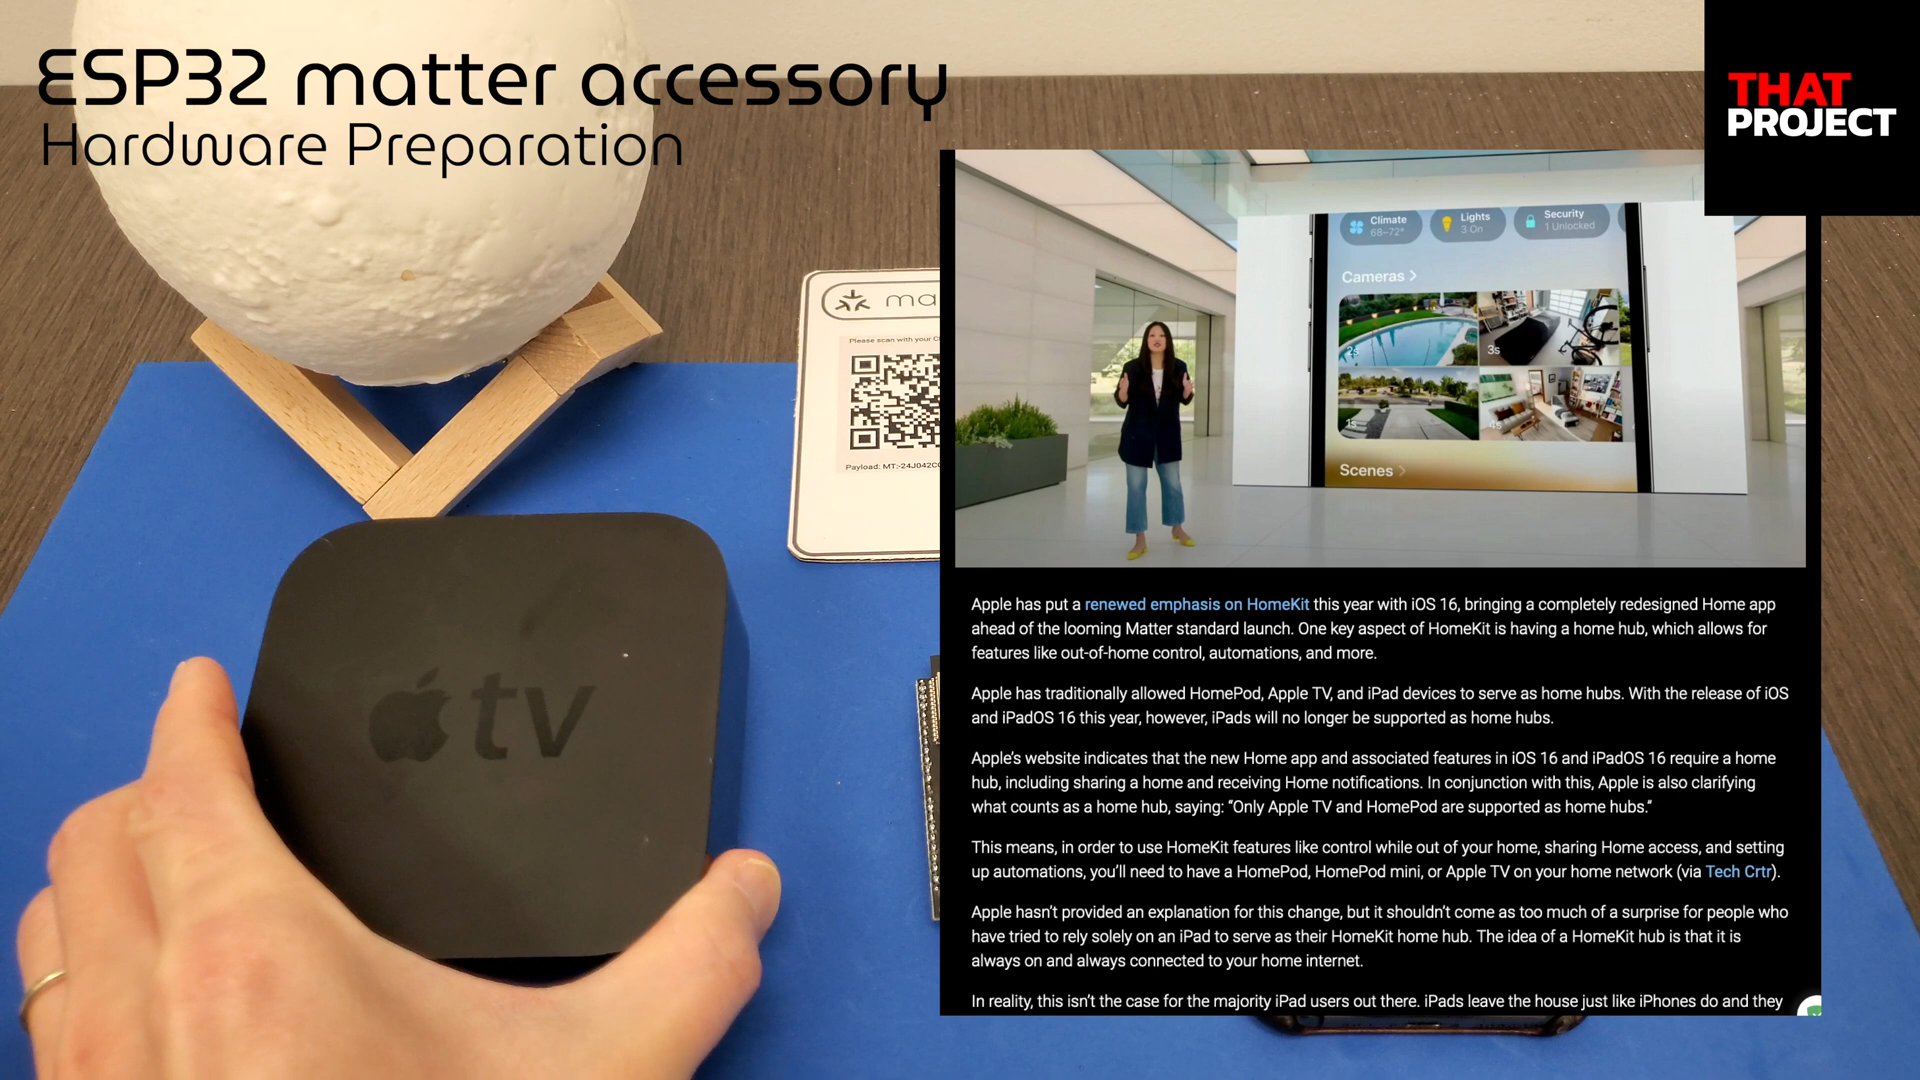 ESP32 matter accessory
Hardware Preparation
THAT
PROJECT
ma
Please scan with your
Payload: MT:-24J042C
tv
Climate
68–72°
Lights
3 On
Security
1 Unlocked
Cameras >
2s
3s
1s
4s
Scenes >
Apple has put a renewed emphasis on HomeKit this year with iOS 16, bringing a completely redesigned Home app
ahead of the looming Matter standard launch. One key aspect of HomeKit is having a home hub, which allows for
features like out-of-home control, automations, and more.
Apple has traditionally allowed HomePod, Apple TV, and iPad devices to serve as home hubs. With the release of iOS
and iPadOS 16 this year, however, iPads will no longer be supported as home hubs.
Apple’s website indicates that the new Home app and associated features in iOS 16 and iPadOS 16 require a home
hub, including sharing a home and receiving Home notifications. In conjunction with this, Apple is also clarifying
what counts as a home hub, saying: “Only Apple TV and HomePod are supported as home hubs.“
This means, in order to use HomeKit features like control while out of your home, sharing Home access, and setting
up automations, you’ll need to have a HomePod, HomePod mini, or Apple TV on your home network (via Tech Crtr).
Apple hasn’t provided an explanation for this change, but it shouldn’t come as too much of a surprise for people who
have tried to rely solely on an iPad to serve as their HomeKit home hub. The idea of a HomeKit hub is that it is
always on and always connected to your home internet.
In reality, this isn’t the case for the majority iPad users out there. iPads leave the house just like iPhones do and they